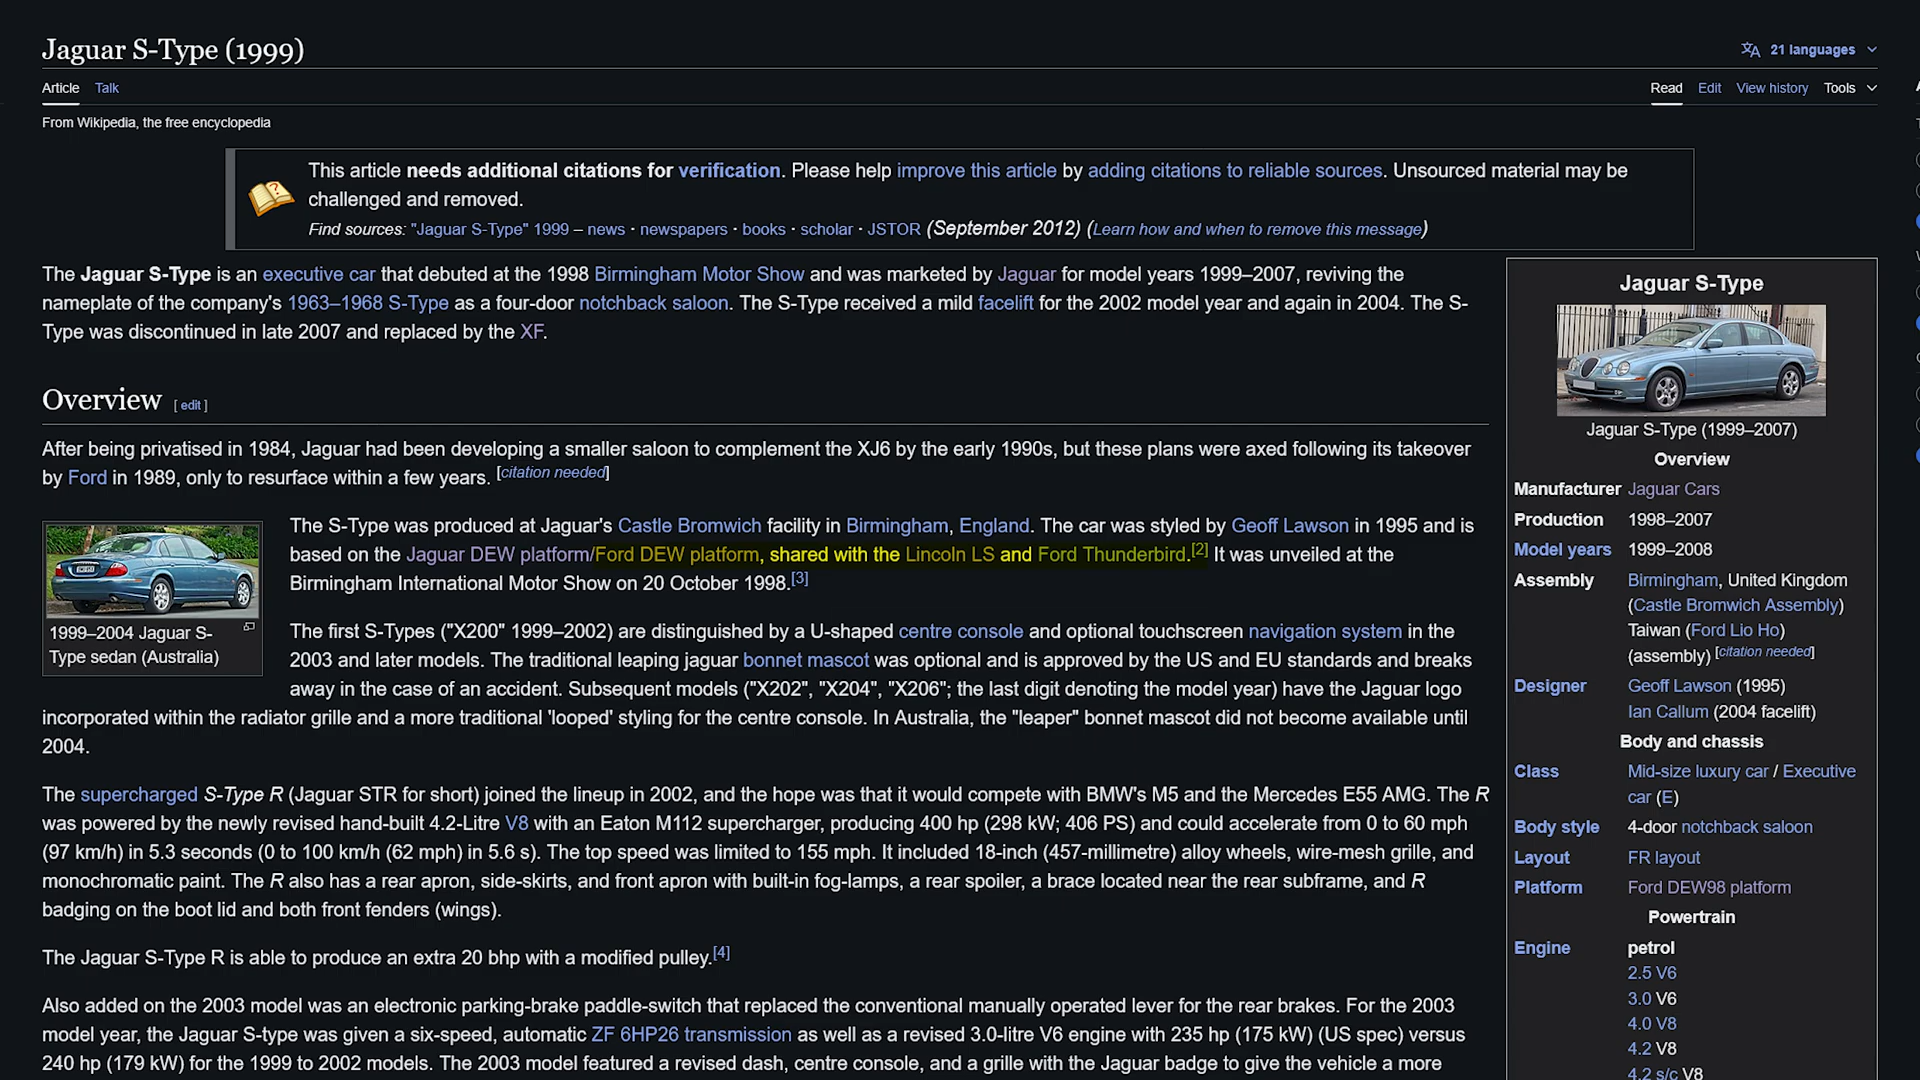 Jaguar S-Type (1999)
21 languages
Article Talk
Read Edit View history Tools
From Wikipedia, the free encyclopedia
This article needs additional citations for verification. Please help improve this article by adding citations to reliable sources. Unsourced material may be
challenged and removed.
Find sources: "Jaguar S-Type" 1999 – news · newspapers · books · scholar · JSTOR (September 2012) (Learn how and when to remove this message)
The Jaguar S-Type is an executive car that debuted at the 1998 Birmingham Motor Show and was marketed by Jaguar for model years 1999–2007, reviving the
nameplate of the company's 1963–1968 S-Type as a four-door notchback saloon. The S-Type received a mild facelift for the 2002 model year and again in 2004. The S-
Type was discontinued in late 2007 and replaced by the XF.
Overview [ edit ]
After being privatised in 1984, Jaguar had been developing a smaller saloon to complement the XJ6 by the early 1990s, but these plans were axed following its takeover
by Ford in 1989, only to resurface within a few years. [citation needed]
1999–2004 Jaguar S-
Type sedan (Australia)
The S-Type was produced at Jaguar's Castle Bromwich facility in Birmingham, England. The car was styled by Geoff Lawson in 1995 and is
based on the Jaguar DEW platform/Ford DEW platform, shared with the Lincoln LS and Ford Thunderbird.[2] It was unveiled at the
Birmingham International Motor Show on 20 October 1998.[3]
The first S-Types ("X200" 1999–2002) are distinguished by a U-shaped centre console and optional touchscreen navigation system in the
2003 and later models. The traditional leaping jaguar bonnet mascot was optional and is approved by the US and EU standards and breaks
away in the case of an accident. Subsequent models ("X202", "X204", "X206"; the last digit denoting the model year) have the Jaguar logo
incorporated within the radiator grille and a more traditional 'looped' styling for the centre console. In Australia, the "leaper" bonnet mascot did not become available until
2004.
The supercharged S-Type R (Jaguar STR for short) joined the lineup in 2002, and the hope was that it would compete with BMW's M5 and the Mercedes E55 AMG. The R
was powered by the newly revised hand-built 4.2-Litre V8 with an Eaton M112 supercharger, producing 400 hp (298 kW; 406 PS) and could accelerate from 0 to 60 mph
(97 km/h) in 5.3 seconds (0 to 100 km/h (62 mph) in 5.6 s). The top speed was limited to 155 mph. It included 18-inch (457-millimetre) alloy wheels, wire-mesh grille, and
monochromatic paint. The R also has a rear apron, side-skirts, and front apron with built-in fog-lamps, a rear spoiler, a brace located near the rear subframe, and R
badging on the boot lid and both front fenders (wings).
The Jaguar S-Type R is able to produce an extra 20 bhp with a modified pulley.[4]
Also added on the 2003 model was an electronic parking-brake paddle-switch that replaced the conventional manually operated lever for the rear brakes. For the 2003
model year, the Jaguar S-type was given a six-speed, automatic ZF 6HP26 transmission as well as a revised 3.0-litre V6 engine with 235 hp (175 kW) (US spec) versus
240 hp (179 kW) for the 1999 to 2002 models. The 2003 model featured a revised dash, centre console, and a grille with the Jaguar badge to give the vehicle a more
Jaguar S-Type
Jaguar S-Type (1999–2007)
Overview
Manufacturer Jaguar Cars
Production 1998–2007
Model years 1999–2008
Assembly Birmingham, United Kingdom
(Castle Bromwich Assembly)
Taiwan (Ford Lio Ho)
(assembly) [citation needed]
Designer Geoff Lawson (1995)
Ian Callum (2004 facelift)
Body and chassis
Class Mid-size luxury car / Executive
car (E)
Body style 4-door notchback saloon
Layout FR layout
Platform Ford DEW98 platform
Powertrain
Engine petrol
2.5 V6
3.0 V6
4.0 V8
4.2 V8
4.2 s/c V8